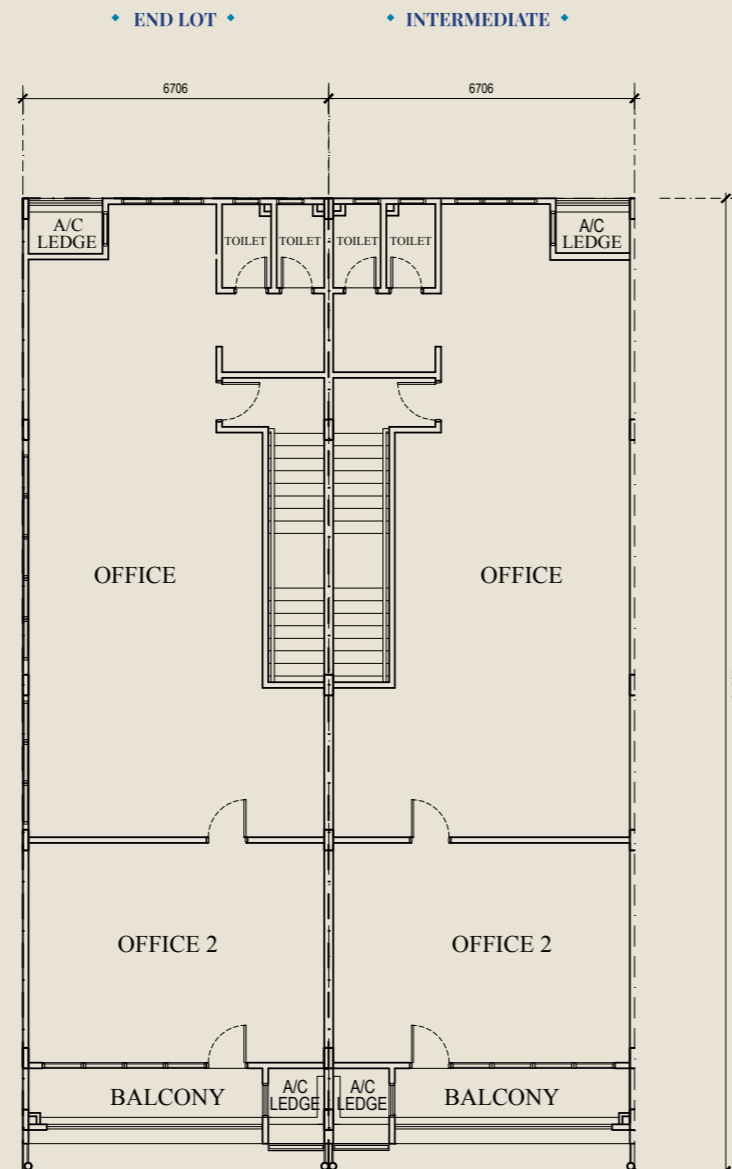 END LOT
INTERMEDIATE
6706
6706
A/C
LEDGE
TOILET
TOILET
TOILET
TOILET
A/C
LEDGE
OFFICE
OFFICE
OFFICE 2
OFFICE 2
BALCONY
A/C
LEDGE
A/C
LEDGE
BALCONY